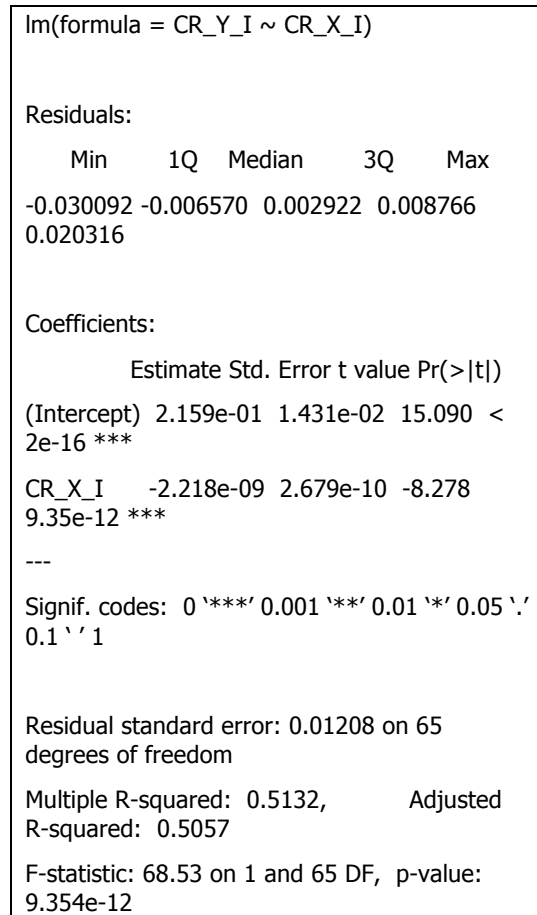 lm(formula = CR_Y_I ~ CR_X_I)
Residuals:
Min 1Q Median 3Q Max
-0.030092 -0.006570 0.002922 0.008766
0.020316
Coefficients:
Estimate Std. Error t value Pr(>|t|)
(Intercept) 2.159e-01 1.431e-02 15.090 <
2e-16 ***
CR_X_I -2.218e-09 2.679e-10 -8.278
9.35e-12 ***
---
Signif. codes: 0 ‘***’ 0.001 ‘**’ 0.01 ‘*’ 0.05 ‘.’
0.1 ‘ ’ 1
Residual standard error: 0.01208 on 65
degrees of freedom
Multiple R-squared: 0.5132, Adjusted
R-squared: 0.5057
F-statistic: 68.53 on 1 and 65 DF, p-value:
9.354e-12